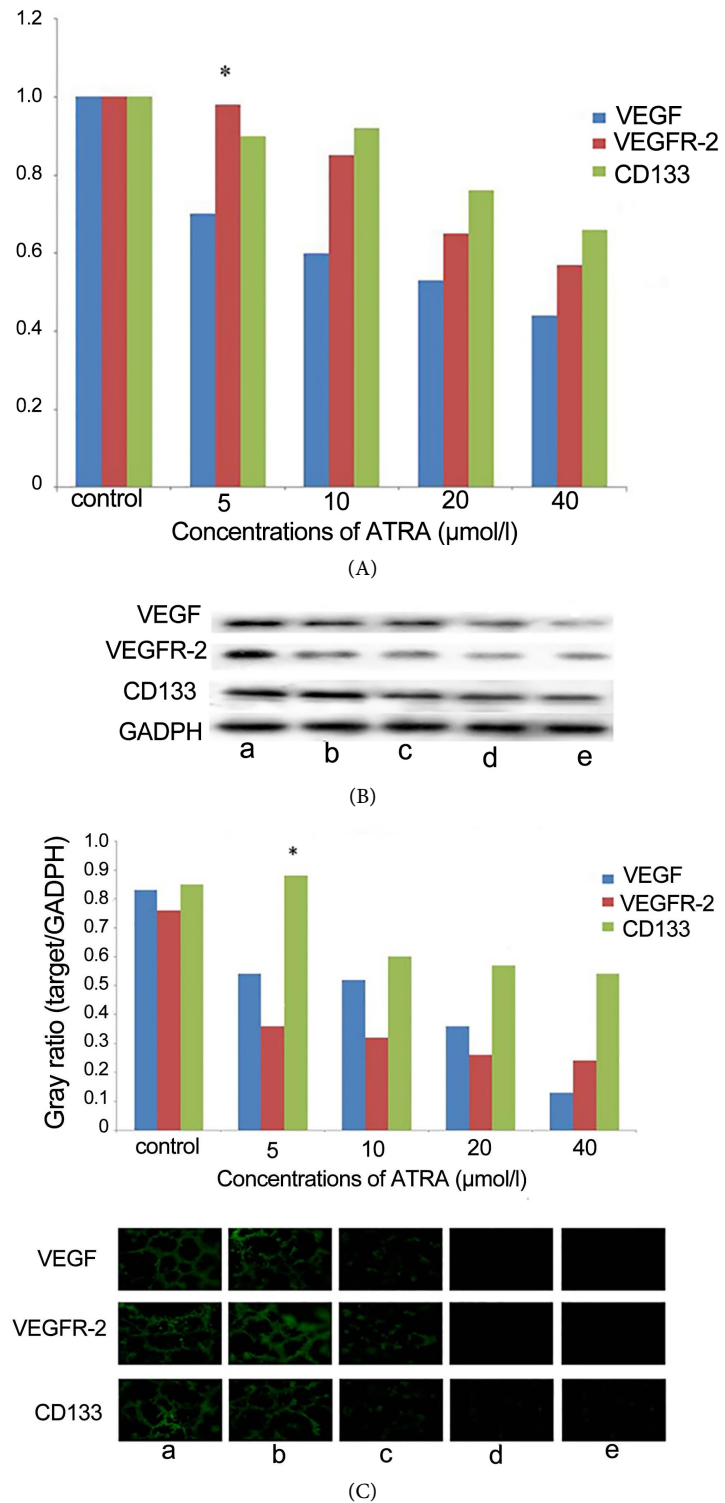 1.2
1.0
0.8
0.6
0.4
0.2
0
*
VEGF
VEGFR-2
CD133
control 5 10 20 40
Concentrations of ATRA (μmol/l)
(A)
VEGF
VEGFR-2
CD133
GADPH
a b c d e
(B)
Gray ratio (target/GADPH)
1.0
0.9
0.8
0.7
0.6
0.5
0.4
0.3
0.2
0.1
0
*
VEGF
VEGFR-2
CD133
control 5 10 20 40
Concentrations of ATRA (μmol/l)
VEGF
VEGFR-2
CD133
a b c d e
(C)